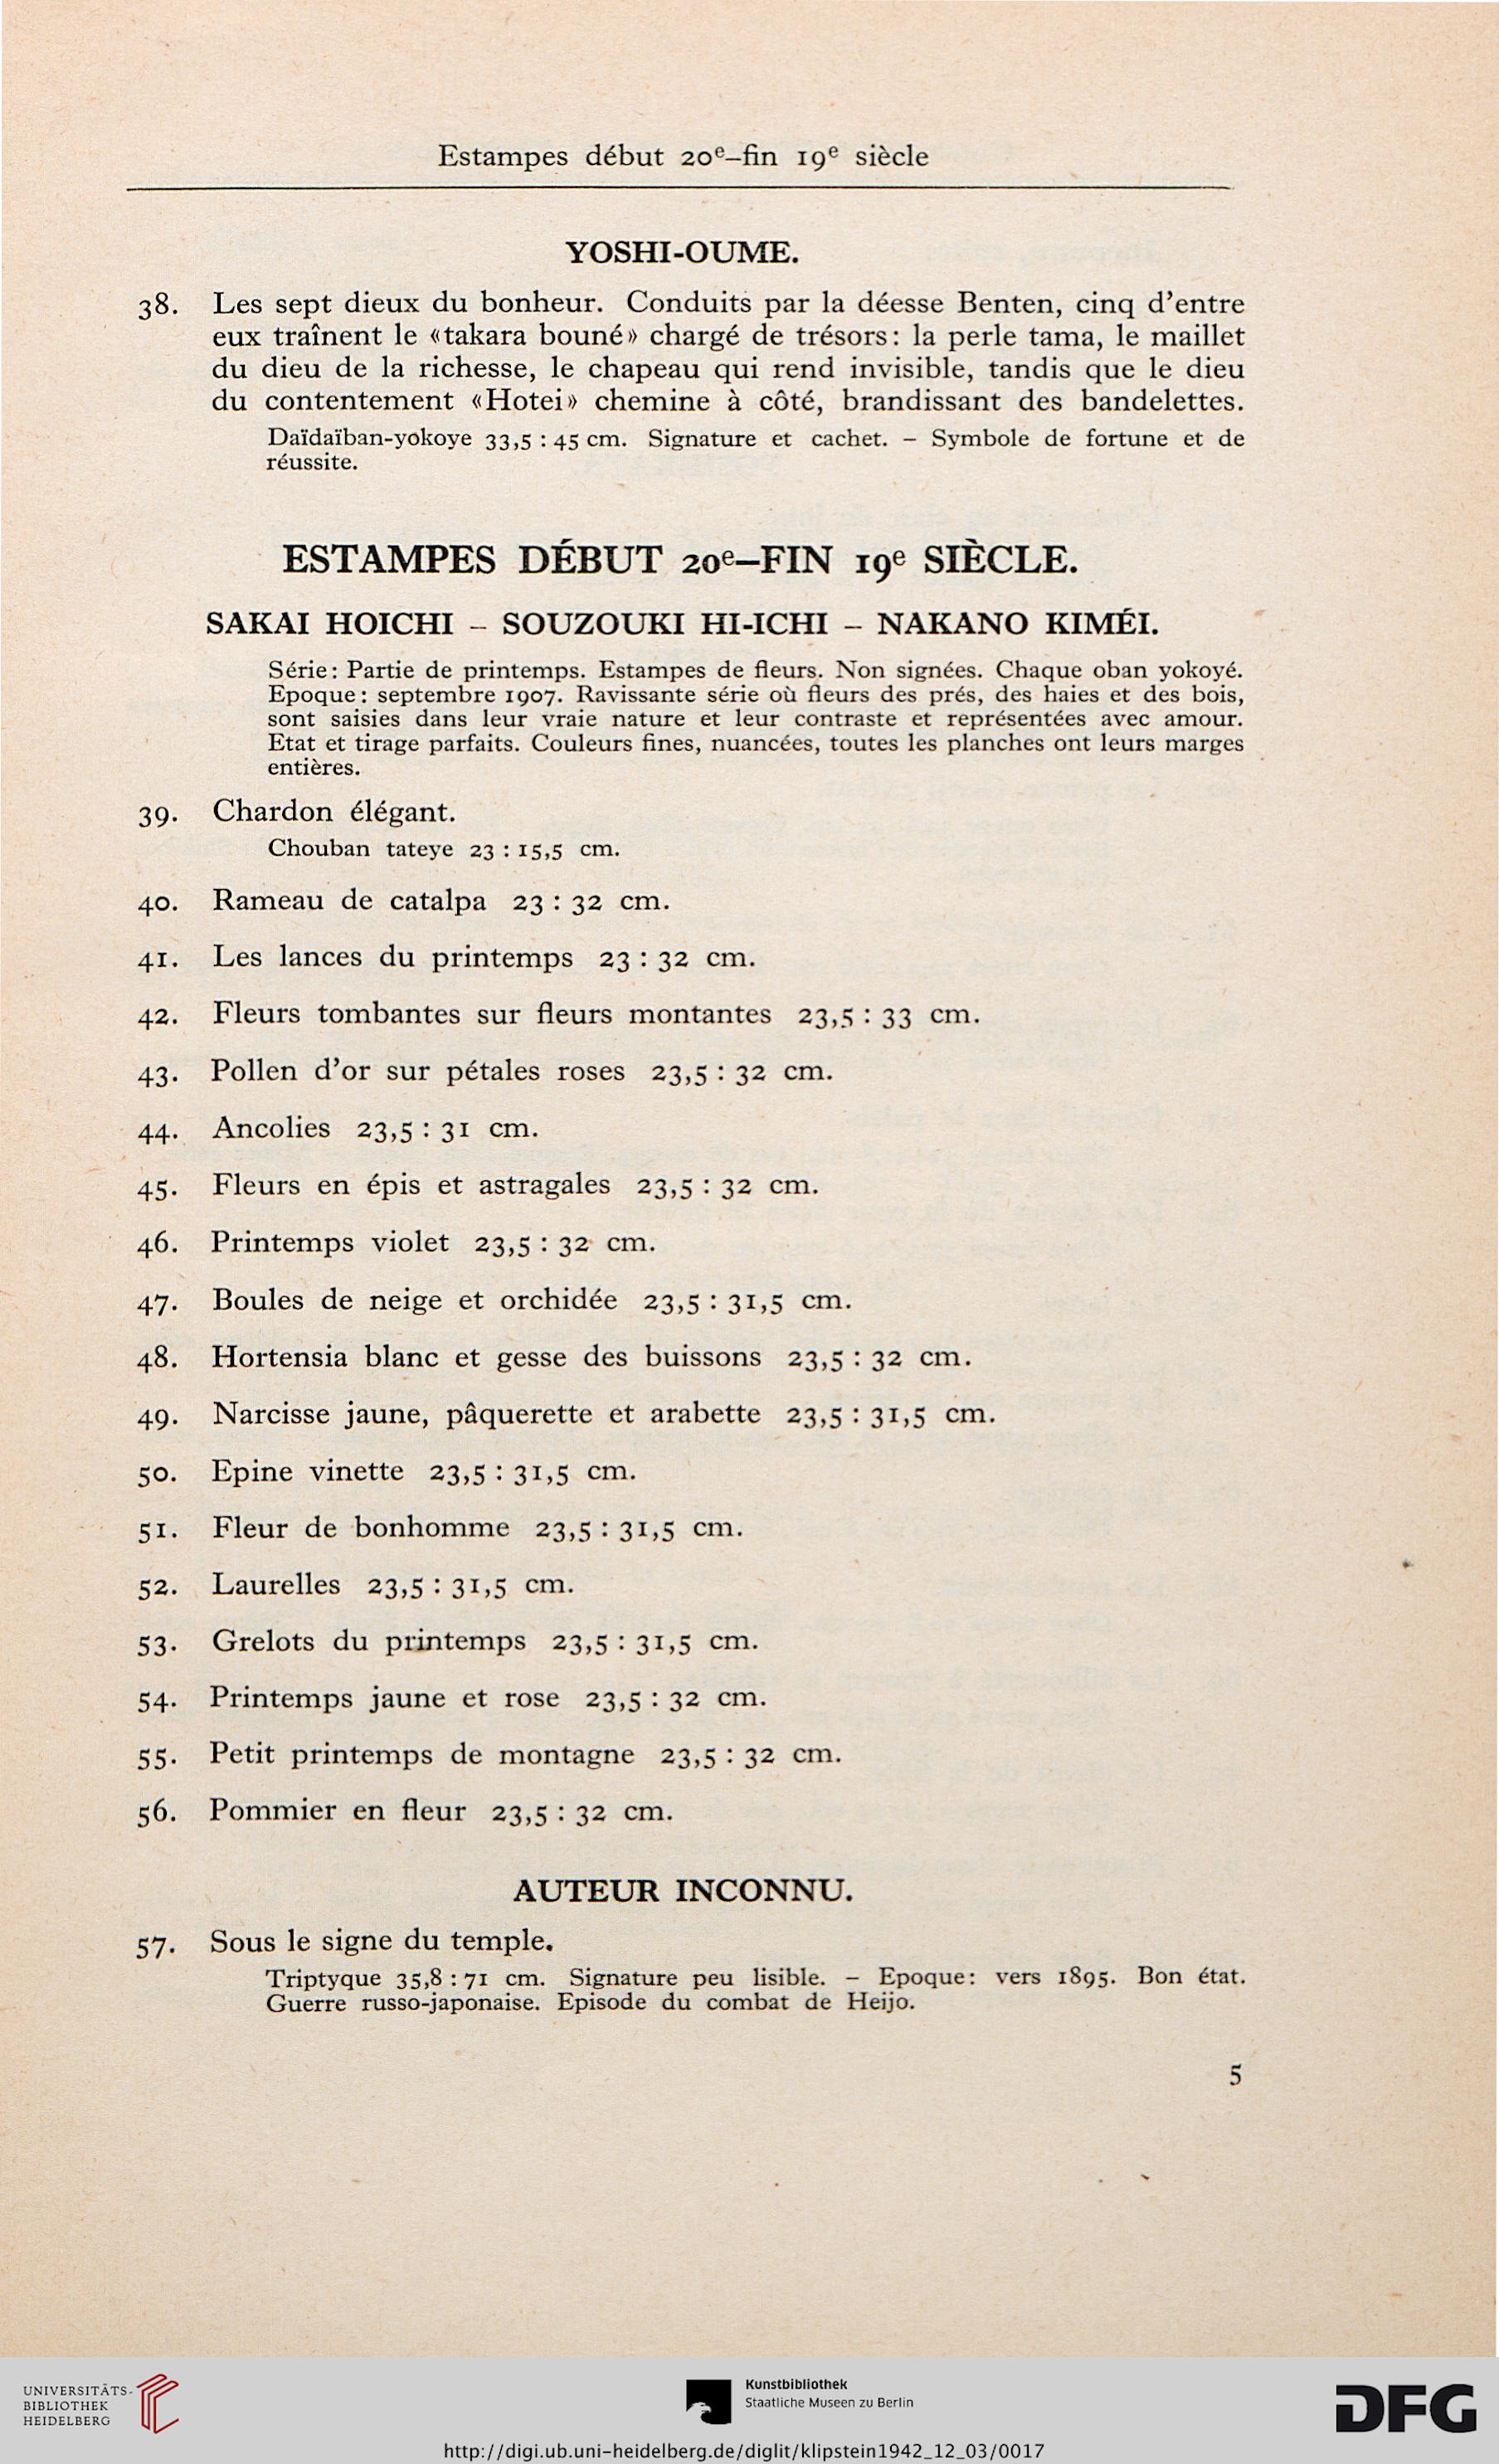 Estampes début 20e–fin 19e siècle
YOSHI-OUME.
38. Les sept dieux du bonheur. Conduits par la déesse Benten, cinq d’entre
eux traînent le «takara bouné» chargé de trésors: la perle tama, le maillet
du dieu de la richesse, le chapeau qui rend invisible, tandis que le dieu
du contentement «Hotei» chemine à côté, brandissant des bandelettes.
Daïdaïban-yokoye 33,5 : 45 cm. Signature et cachet. – Symbole de fortune et de
réussite.
ESTAMPES DÉBUT 20e–FIN 19e SIÈCLE.
SAKAI HOICHI – SOUZOUKI HI-ICHI – NAKANO KIMÉI.
Série: Partie de printemps. Estampes de fleurs. Non signées. Chaque oban yokoyé.
Epoque: septembre 1907. Ravissante série où fleurs des prés, des haies et des bois,
sont saisies dans leur vraie nature et leur contraste et représentées avec amour.
Etat et tirage parfaits. Couleurs fines, nuancées, toutes les planches ont leurs marges
entières.
39. Chardon élégant.
Chouban tateye 23 : 15,5 cm.
40. Rameau de catalpa 23 : 32 cm.
41. Les lances du printemps 23 : 32 cm.
42. Fleurs tombantes sur fleurs montantes 23,5 : 33 cm.
43. Pollen d’or sur pétales roses 23,5 : 32 cm.
44. Ancolies 23,5 : 31 cm.
45. Fleurs en épis et astragales 23,5 : 32 cm.
46. Printemps violet 23,5 : 32 cm.
47. Boules de neige et orchidée 23,5 : 31,5 cm.
48. Hortensia blanc et gesse des buissons 23,5 : 32 cm.
49. Narcisse jaune, pâquerette et arabette 23,5 : 31,5 cm.
50. Epine vinette 23,5 : 31,5 cm.
51. Fleur de bonhomme 23,5 : 31,5 cm.
52. Laurelles 23,5 : 31,5 cm.
53. Grelots du printemps 23,5 : 31,5 cm.
54. Printemps jaune et rose 23,5 : 32 cm.
55. Petit printemps de montagne 23,5 : 32 cm.
56. Pommier en fleur 23,5 : 32 cm.
AUTEUR INCONNU.
57. Sous le signe du temple.
Triptyque 35,8 : 71 cm. Signature peu lisible. – Epoque: vers 1895. Bon état.
Guerre russo-japonaise. Episode du combat de Heijo.
5
UNIVERSITÄTS-
BIBLIOTHEK
HEIDELBERG
Kunstbibliothek
Staatliche Museen zu Berlin
DFG
http://digi.ub.uni-heidelberg.de/diglit/klipstein1942_12_03/0017